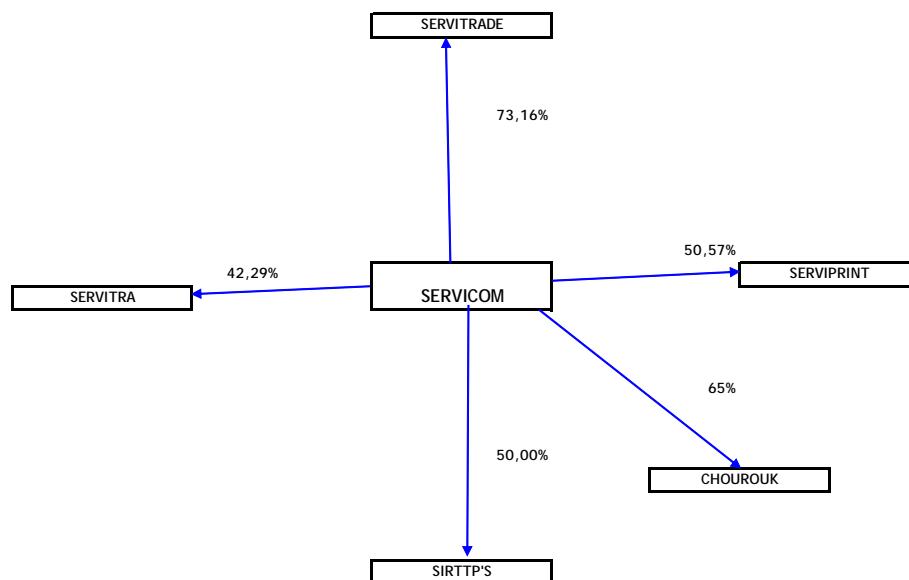 SERVITRADE
73,16%
50,57%
42,29%
SERVIPRINT
SERVITRA
SERVICOM
65%
50,00%
CHOUROUK
SIRTTP'S